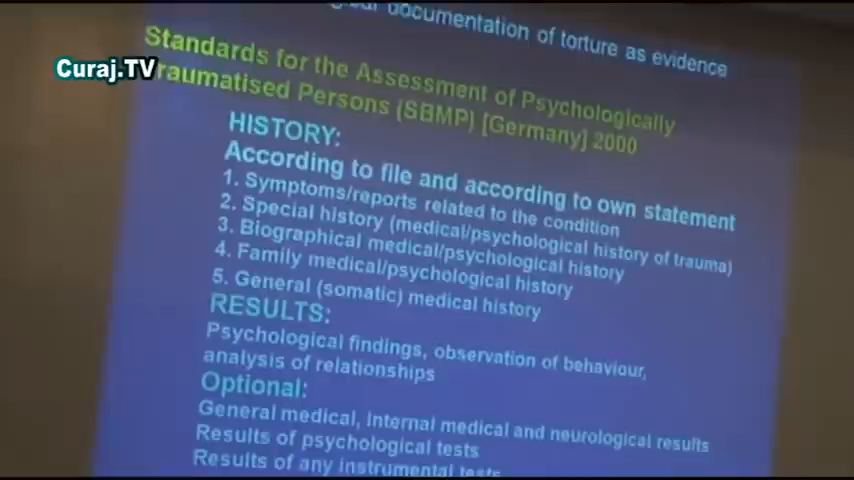 documentation of torture as evidence
Standards for the Assessment of Psychologically
Traumatised Persons (SBMP) [Germany] 2000
Curaj.TV
HISTORY:
According to file and according to own statement
1. Symptoms/reports related to the condition
2. Special history (medical/psychological history of trauma)
3. Biographical medical/psychological history
4. Family medical/psychological history
5. General (somatic) medical history
RESULTS:
Psychological findings, observation of behaviour,
analysis of relationships
Optional:
General medical, internal medical and neurological results
Results of psychological tests
Results of any instrumental tests